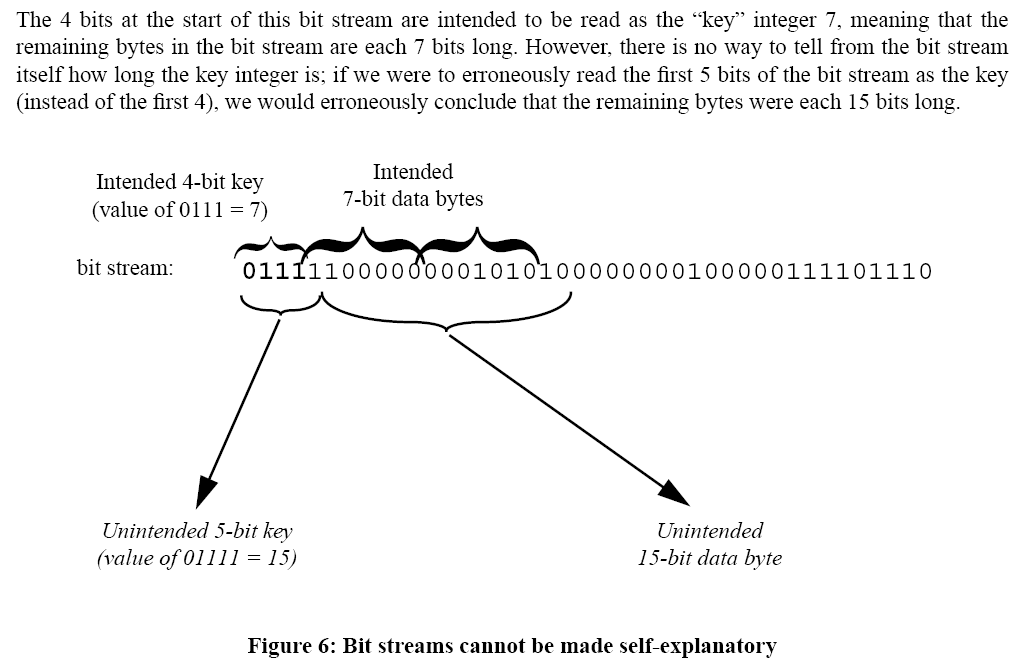 The 4 bits at the start of this bit stream are intended to be read as the “key” integer 7, meaning that the
remaining bytes in the bit stream are each 7 bits long. However, there is no way to tell from the bit stream
itself how long the key integer is; if we were to erroneously read the first 5 bits of the bit stream as the key
(instead of the first 4), we would erroneously conclude that the remaining bytes were each 15 bits long.
Intended 4-bit key
(value of 0111 = 7)
Intended
7-bit data bytes
bit stream:
011111000000001010100000000100000111101110
Unintended 5-bit key
(value of 01111 = 15)
Unintended
15-bit data byte
Figure 6: Bit streams cannot be made self-explanatory